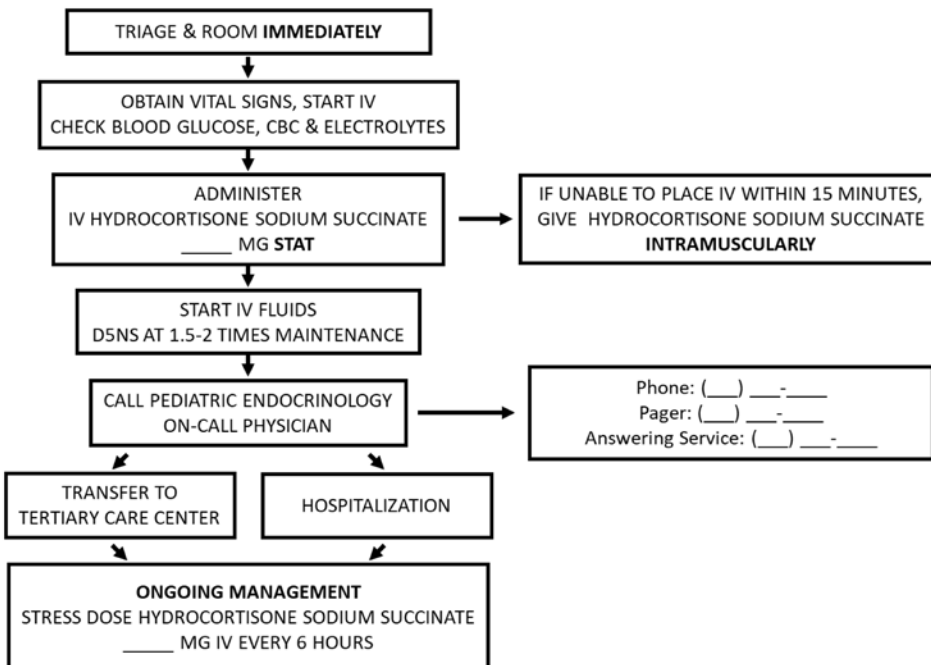 TRIAGE & ROOM IMMEDIATELY
OBTAIN VITAL SIGNS, START IV
CHECK BLOOD GLUCOSE, CBC & ELECTROLYTES
ADMINISTER
IV HYDROCORTISONE SODIUM SUCCINATE
_____ MG STAT
IF UNABLE TO PLACE IV WITHIN 15 MINUTES,
GIVE HYDROCORTISONE SODIUM SUCCINATE
INTRAMUSCULARLY
START IV FLUIDS
D5NS AT 1.5-2 TIMES MAINTENANCE
CALL PEDIATRIC ENDOCRINOLOGY
ON-CALL PHYSICIAN
Phone: (___) ___-____
Pager: (___) ___-____
Answering Service: (___) ___-____
TRANSFER TO
TERTIARY CARE CENTER
HOSPITALIZATION
ONGOING MANAGEMENT
STRESS DOSE HYDROCORTISONE SODIUM SUCCINATE
_____ MG IV EVERY 6 HOURS